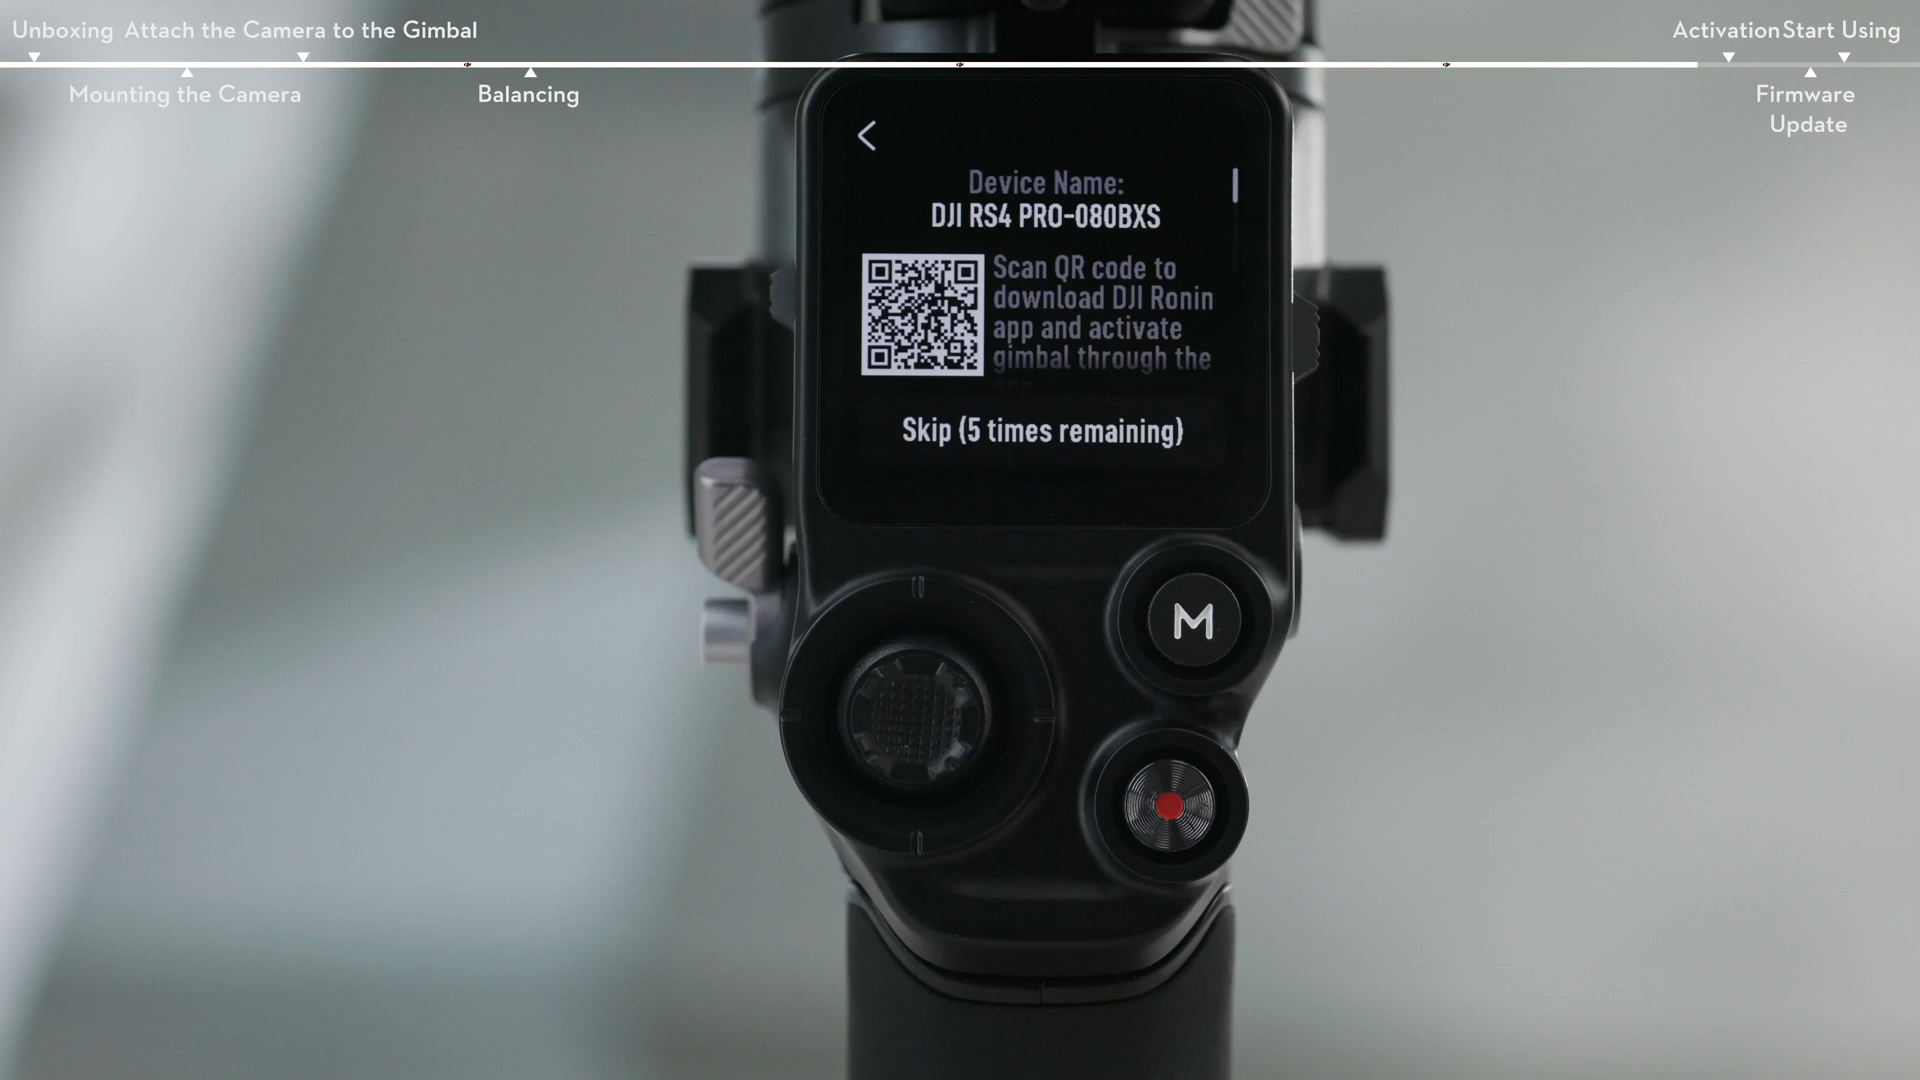 Unboxing Attach the Camera to the Gimbal
Activation Start Using
Mounting the Camera
Balancing
Firmware
Update
Device Name:
DJI RS4 PRO-080BXS
Scan QR code to
download DJI Ronin
app and activate
gimbal through the
app
Skip (5 times remaining)
M